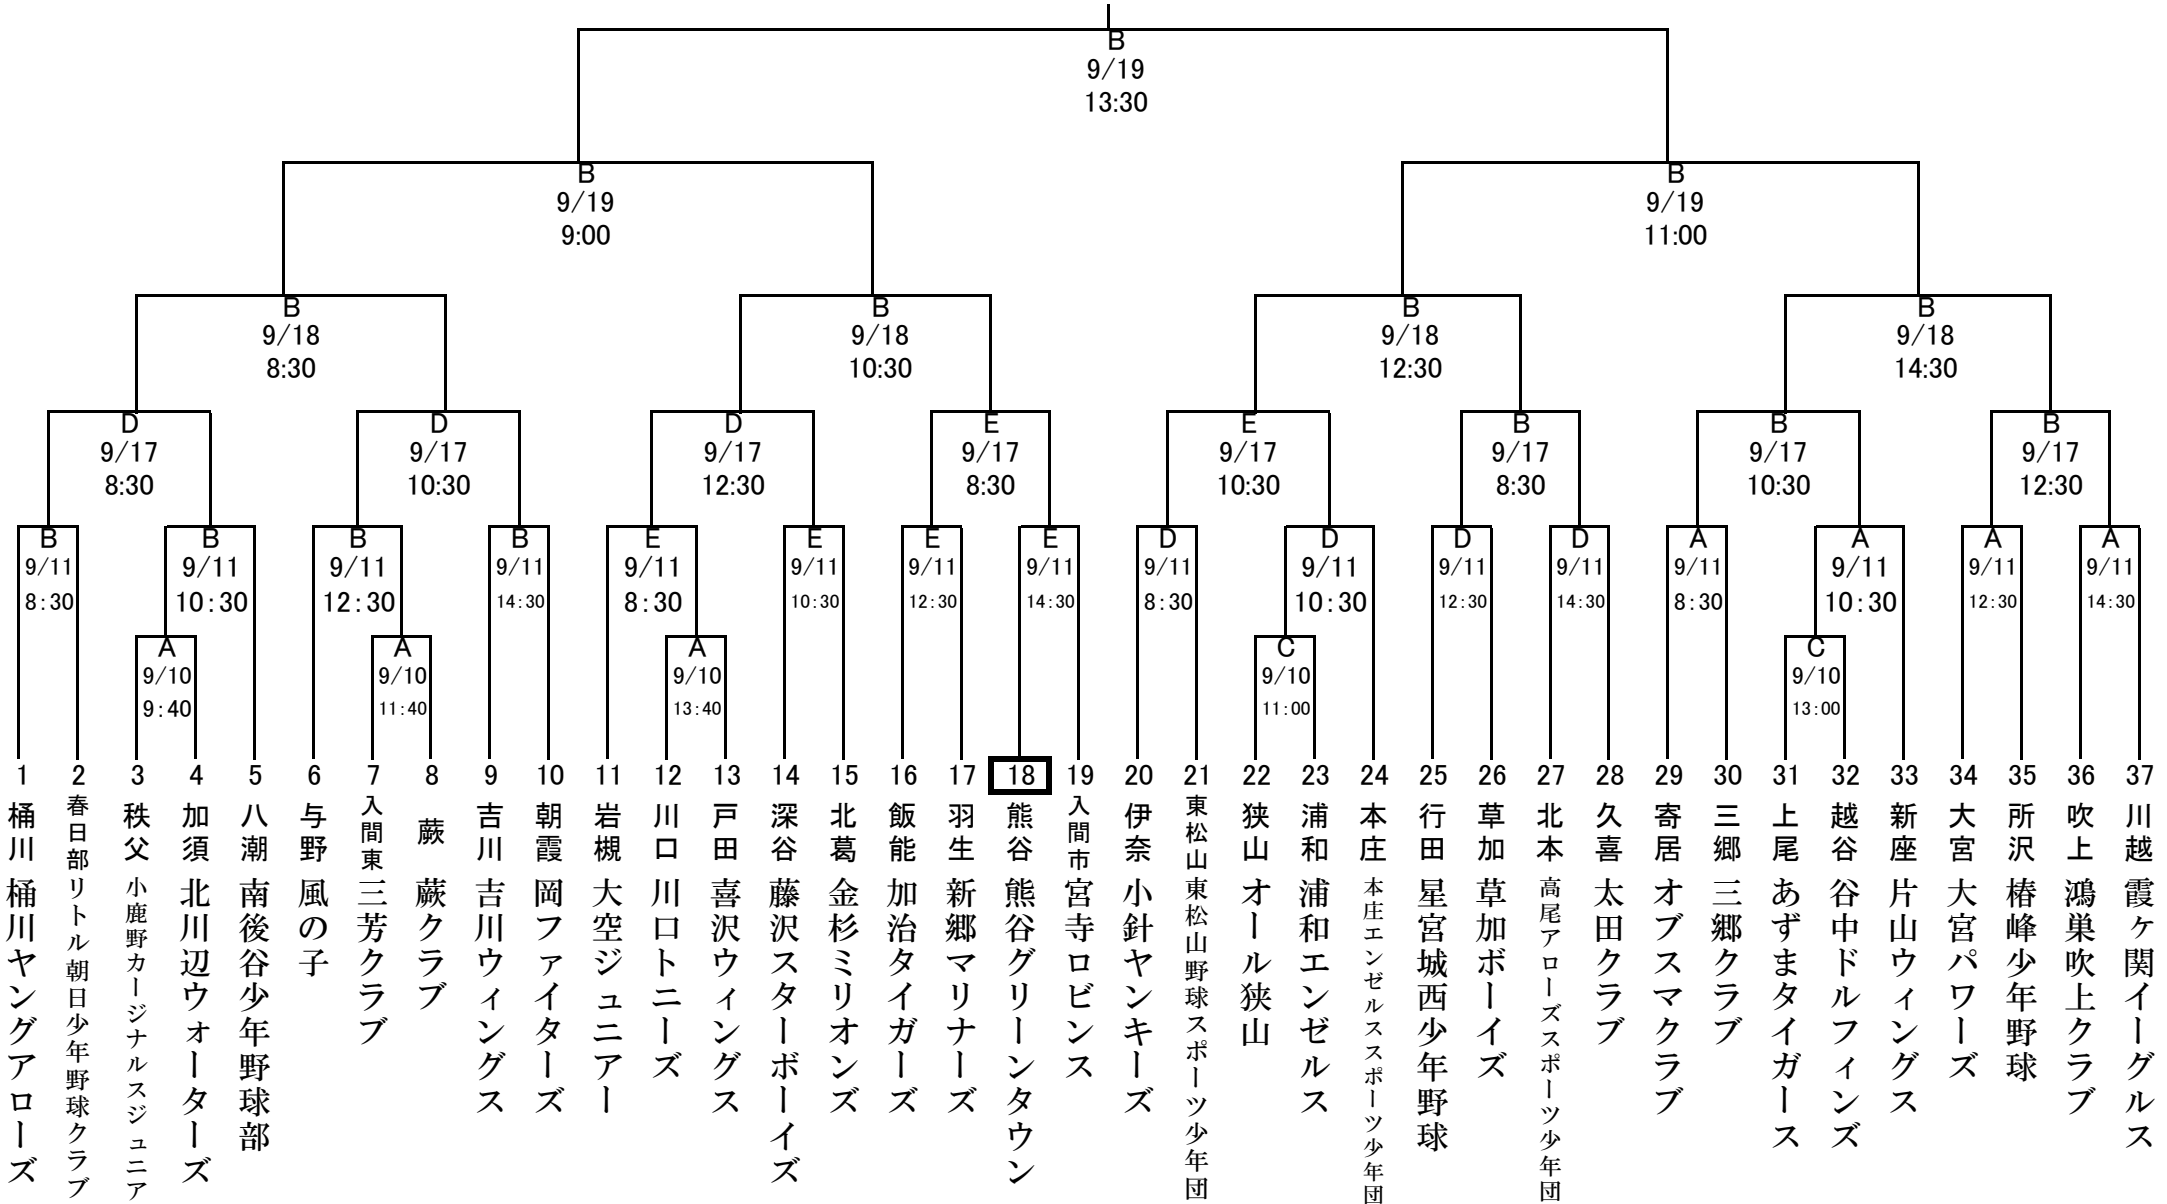 B
9/19
13:30
B
9/19
9:00
B
9/19
11:00
B
9/18
8:30
B
9/18
10:30
B
9/18
12:30
B
9/18
14:30
D
9/17
8:30
D
9/17
10:30
D
9/17
12:30
E
9/17
8:30
E
9/17
10:30
B
9/17
8:30
B
9/17
10:30
B
9/17
12:30
B
9/11
8:30
B
9/11
10:30
B
9/11
12:30
B
9/11
14:30
E
9/11
8:30
E
9/11
10:30
E
9/11
12:30
E
9/11
14:30
D
9/11
8:30
D
9/11
10:30
D
9/11
12:30
D
9/11
14:30
A
9/11
8:30
A
9/11
10:30
A
9/11
12:30
A
9/11
14:30
A
9/10
9:40
A
9/10
11:40
A
9/10
13:40
C
9/10
11:00
C
9/10
13:00
1 桶川 桶川ヤングアローズ
2 春日部 リトル朝日少年野球クラブ
3 秩父 小鹿野カージナルスジュニア
4 加須 北川辺ウォーターズ
5 八潮 南後谷少年野球部
6 与野 風の子
7 入間東 三芳クラブ
8 蕨 蕨クラブ
9 吉川 吉川ウィングス
10 朝霞 岡ファイターズ
11 岩槻 大空ジュニアー
12 川口 川口トニーズ
13 戸田 喜沢ウィングス
14 深谷 藤沢スターボーイズ
15 北葛 金杉ミリオンズ
16 飯能 加治タイガーズ
17 羽生 新郷マリナーズ
18 熊谷 熊谷グリーンタウン
19 入間市 宮寺ロビンス
20 伊奈 小針ヤンキーズ
21 東松山 東松山野球スポーツ少年団
22 狭山 オール狭山
23 浦和 浦和エンゼルス
24 本庄 本庄エンゼルススポーツ少年団
25 行田 星宮城西少年野球
26 草加 草加ボーイズ
27 北本 高尾アローズスポーツ少年団
28 久喜 太田クラブ
29 寄居 オブスマクラブ
30 三郷 三郷クラブ
31 上尾 あずまタイガース
32 越谷 谷中ドルフィンズ
33 新座 片山ウィングス
34 大宮 大宮パワーズ
35 所沢 椿峰少年野球
36 吹上 鴻巣吹上クラブ
37 川越 霞ヶ関イーグルス